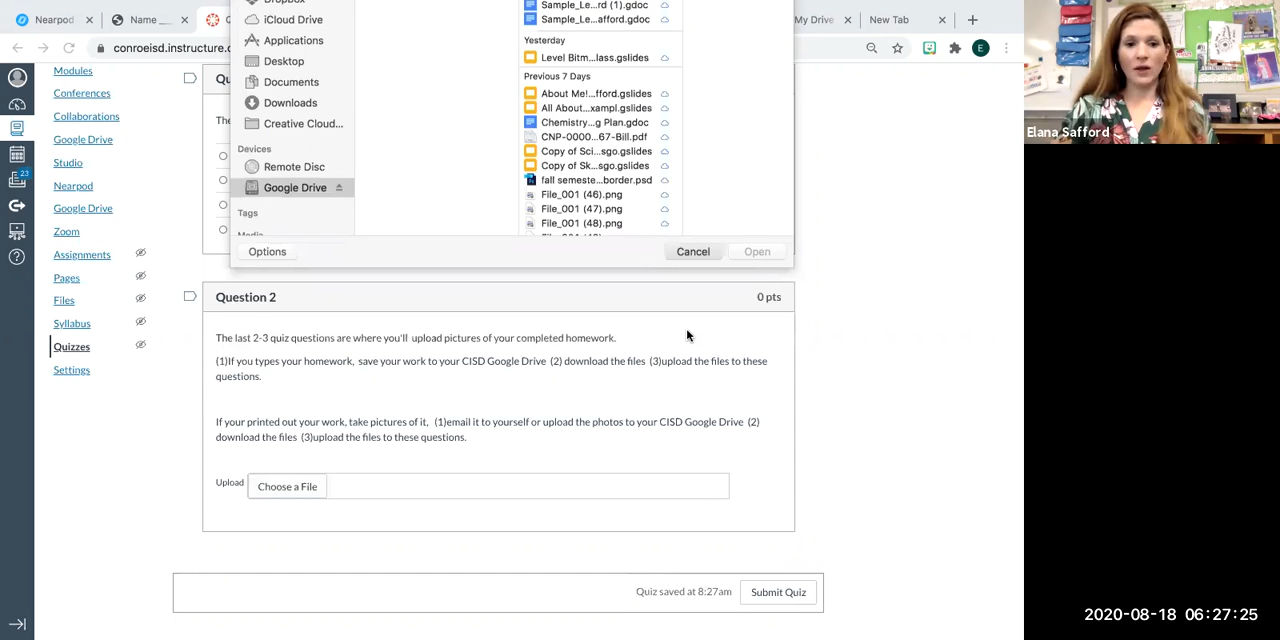 Nearpod
Name __
My Drive
New Tab
conroeisd.instructure.c
E
iCloud Drive
Applications
Desktop
Documents
Downloads
Creative Cloud...
Devices
Remote Disc
Google Drive
Tags
Sample_Le...rd (1).gdoc
Sample_Le...afford.gdoc
Yesterday
Level Bitm...lass.gslides
Previous 7 Days
About Me!...fford.gslides
All About...xampl.gslides
Chemistry...g Plan.gdoc
CNP-0000...67-Bill.pdf
Copy of Sci...sgo.gslides
Copy of Sk...sgo.gslides
fall semeste...border.psd
File_001 (46).png
File_001 (47).png
File_001 (48).png
Options
Cancel
Open
Modules
Conferences
Collaborations
Google Drive
Studio
Nearpod
Google Drive
Zoom
Assignments
Pages
Files
Syllabus
Quizzes
Settings
23
Qu
The
Question 2
0 pts
The last 2-3 quiz questions are where you'll upload pictures of your completed homework.
(1)If you types your homework, save your work to your CISD Google Drive (2) download the files (3)upload the files to these
questions.
If your printed out your work, take pictures of it, (1)email it to yourself or upload the photos to your CISD Google Drive (2)
download the files (3)upload the files to these questions.
Upload
Choose a File
Quiz saved at 8:27am
Submit Quiz
Elana Safford
2020-08-18 06:27:25